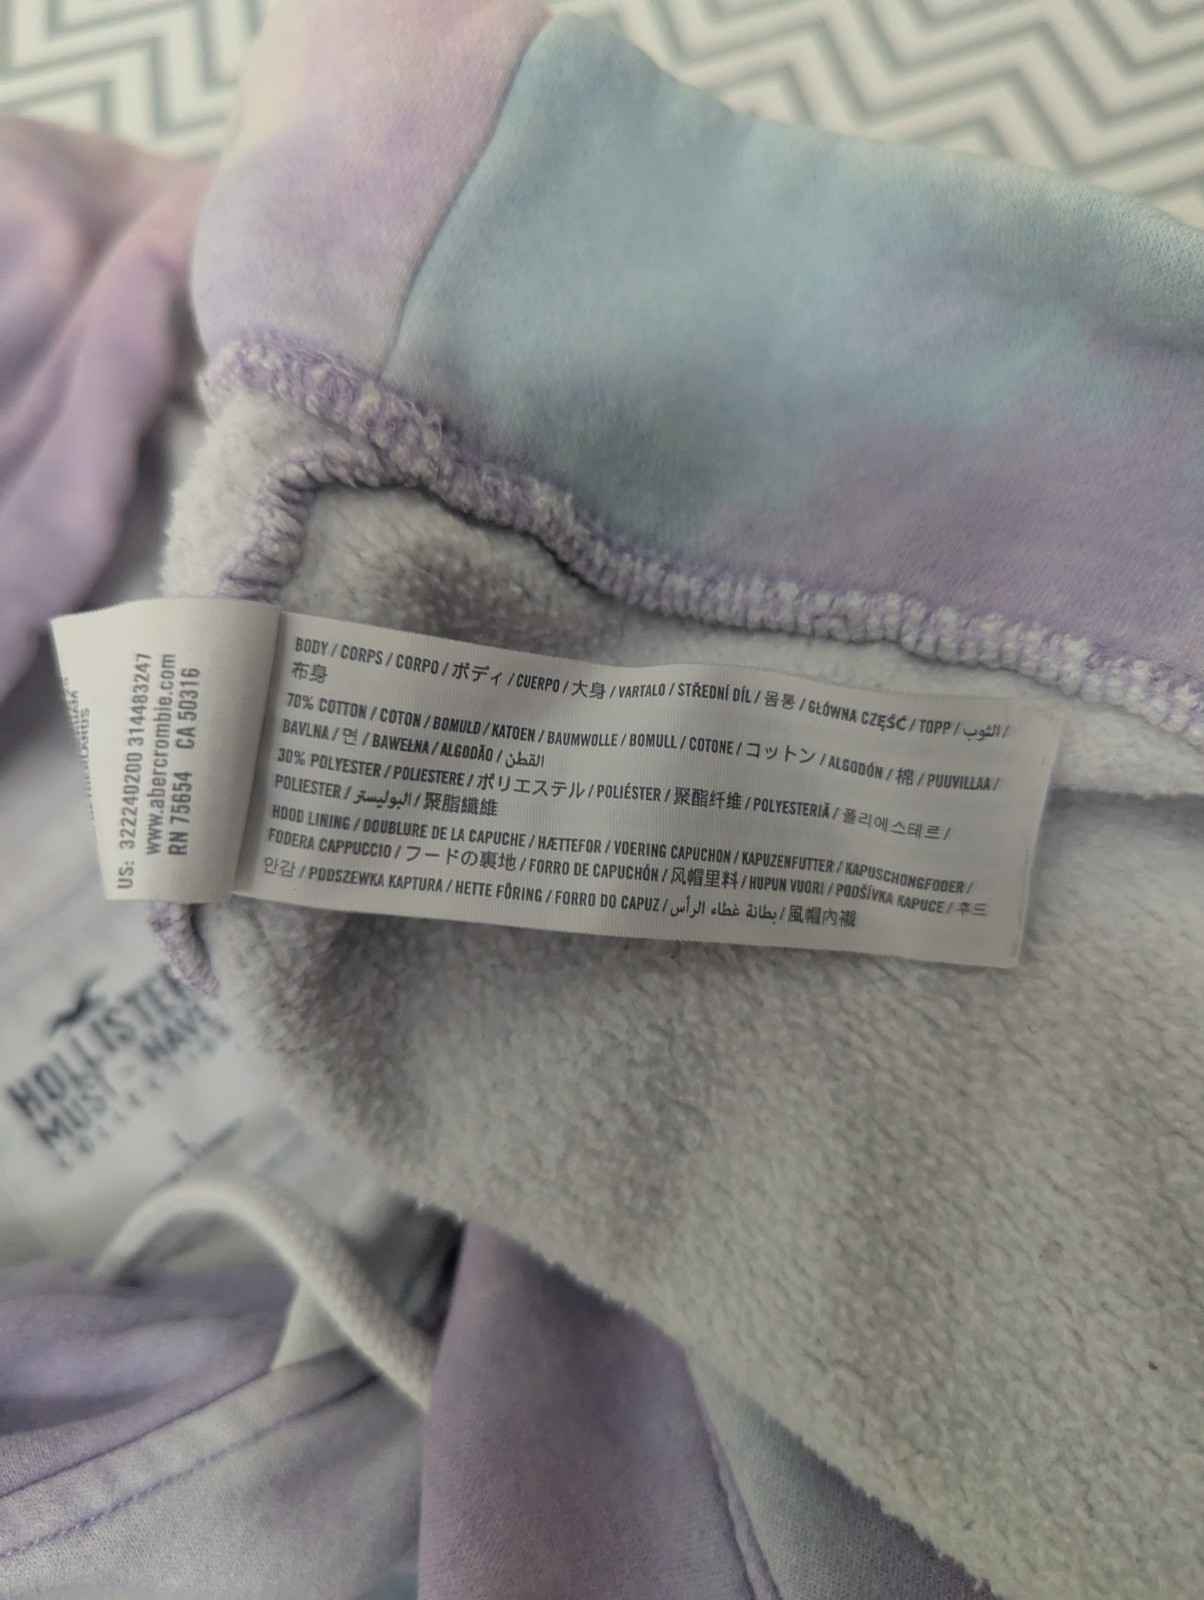 US: 3222240200 314483247
www.abercrombie.com
RN 75654 CA 50316
BODY / CORPS / CORPO / ボディ / CUERPO / 大身 / VARTALO / STŘEDNÍ DÍL / 몸통 / GŁÓWNA CZĘŚĆ / TOPP / الثوب /
布身
70% COTTON / COTON / BOMULD / KATOEN / BAUMWOLLE / BOMULL / COTONE / コットン / ALGODÓN / 棉 / PUUVILLAA /
BAVLNA / 면 / BAWEŁNA / ALGODÃO / القطن
30% POLYESTER / POLIESTERE / ポリエステル / POLIÉSTER / 聚酯纤维 / POLYESTERIÄ / 폴리에스테르 /
POLIESTER / البوليستر / 聚脂纖維
HOOD LINING / DOUBLURE DE LA CAPUCHE / HÆTTEFOR / VOERING CAPUCHON / KAPUZENFUTTER / KAPUSCHONGFODER /
FODERA CAPPUCCIO / フードの裏地 / FORRO DE CAPUCHÓN / 风帽里料 / HUPUN VUORI / PODŠÍVKA KAPUCE / 후드
안감 / PODSZEWKA KAPTURA / HETTE FÔRING / FORRO DO CAPUZ / بطانة غطاء الرأس / 風帽內襯
HOLLISTER
MUST - HAVE
L